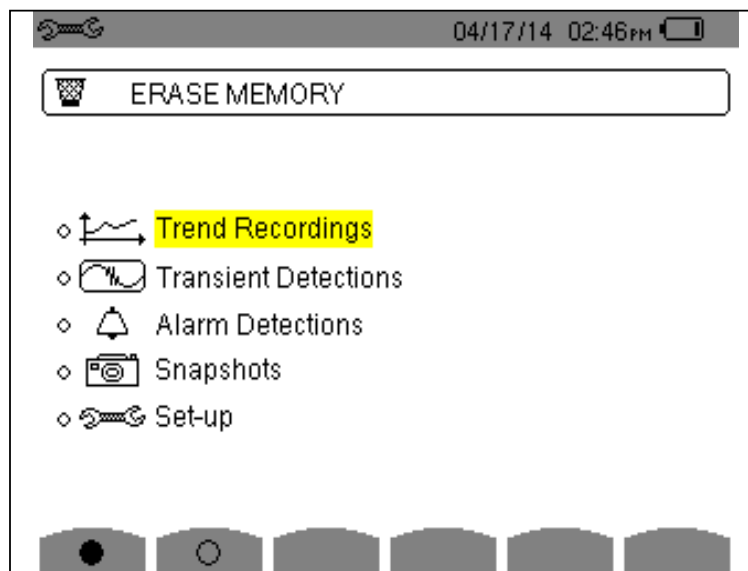 04/17/14 02:46PM
ERASE MEMORY
Trend Recordings
Transient Detections
Alarm Detections
Snapshots
Set-up